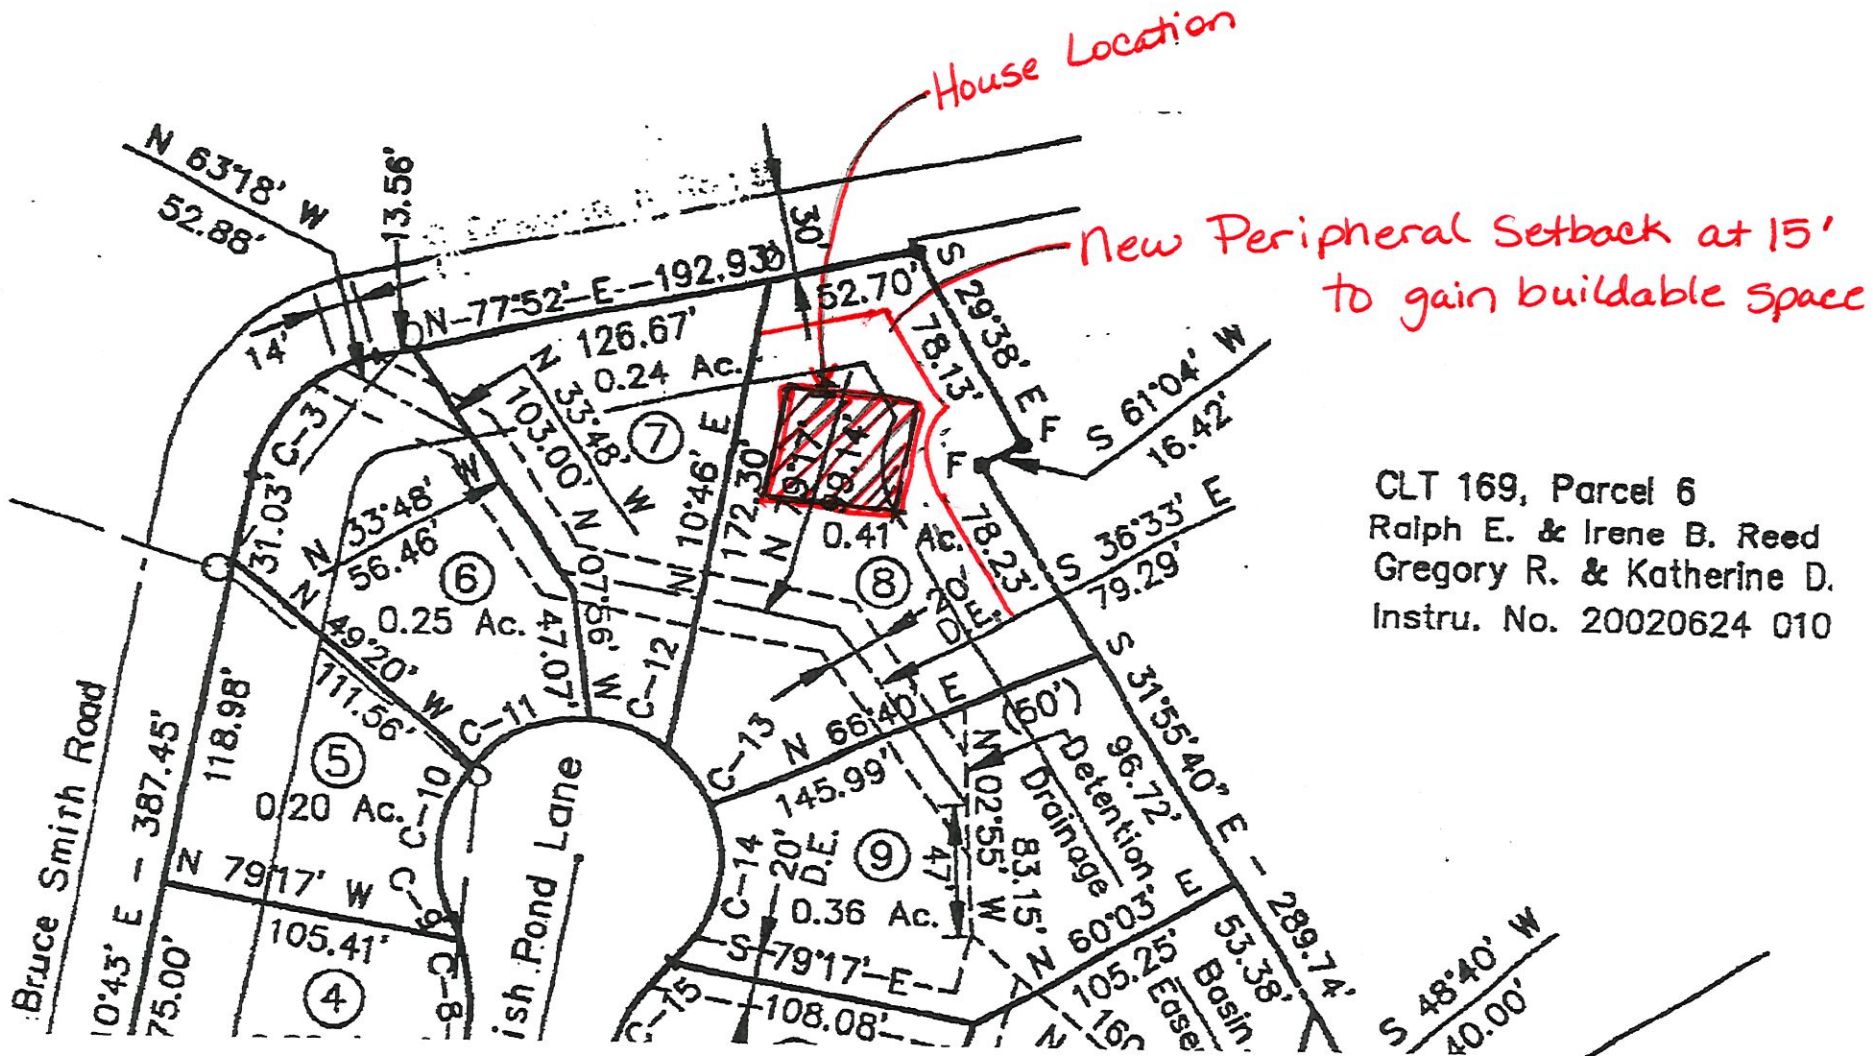 House Location
New Peripheral Setback at 15'
to gain buildable space
N 63°18' W
52.88'
13.56'
14'
N-77°52'-E--192.93
30'
52.70'
S 29°38' E
78.13'
126.67'
0.24 Ac.
N 33°48' W
103.00'
7
F
F
S 61°04' W
16.42'
C-3
31.03'
N 33°48' W
56.46'
6
0.25 Ac.
N 10°46' E
172.30'
0.41 Ac.
8
78.23'
S 36°33' E
79.29'
20'
D.E.
CLT 169, Parcel 6
Ralph E. & Irene B. Reed
Gregory R. & Katherine D.
Instru. No. 20020624 010
N 07°56' W
47.07'
N 49°20' W
111.56'
C-11
C-12
C-13
N 66°40' E
145.99'
(60')
Detention
Drainage
Basin
96.72'
S 31°55'40" E - 289.74'
Bruce Smith Road
10°43' E - 387.45'
118.98'
5
0.20 Ac.
C-10
C-9
N 79°17' W
105.41'
75.00'
4
C-8
ish Pond Lane
C-14
20'
D.E.
9
0.36 Ac.
47'
N 02°55' W
83.15'
S-79°17'-E
108.08'
C-15
N 60°03' E
105.25'
53.38'
S 48°40' W
40.00'